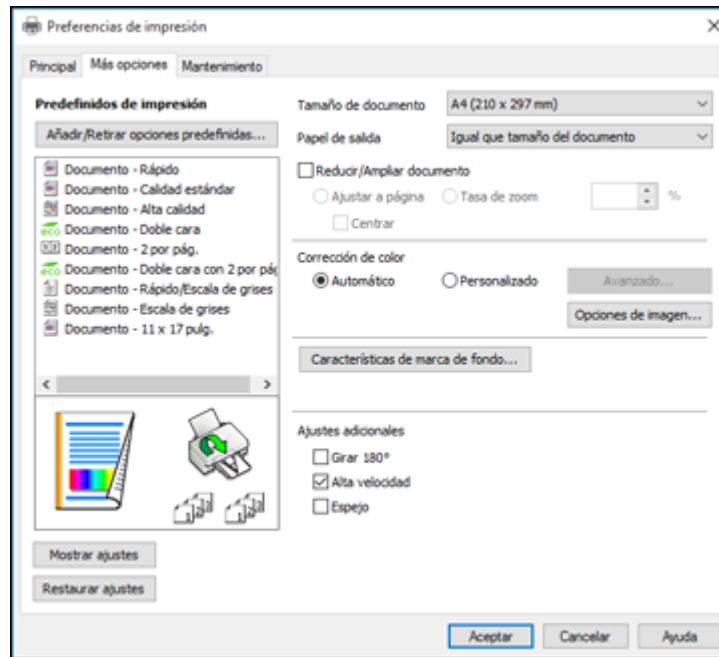 Preferencias de impresión
Principal Más opciones Mantenimiento
Predefinidos de impresión
Añadir/Retirar opciones predefinidas...
Documento - Rápido
Documento - Calidad estándar
Documento - Alta calidad
Documento - Doble cara
Documento - 2 por pág.
Documento - Doble cara con 2 por pág
Documento - Rápido/Escala de grises
Documento - Escala de grises
Documento - 11 x 17 pulg.
Mostrar ajustes
Restaurar ajustes
Tamaño de documento A4 (210 x 297 mm)
Papel de salida Igual que tamaño del documento
Reducir/Ampliar documento
Ajustar a página Tasa de zoom %
Centrar
Corrección de color
Automático Personalizado Avanzado...
Opciones de imagen...
Características de marca de fondo...
Ajustes adicionales
Girar 180°
Alta velocidad
Espejo
Aceptar Cancelar Ayuda